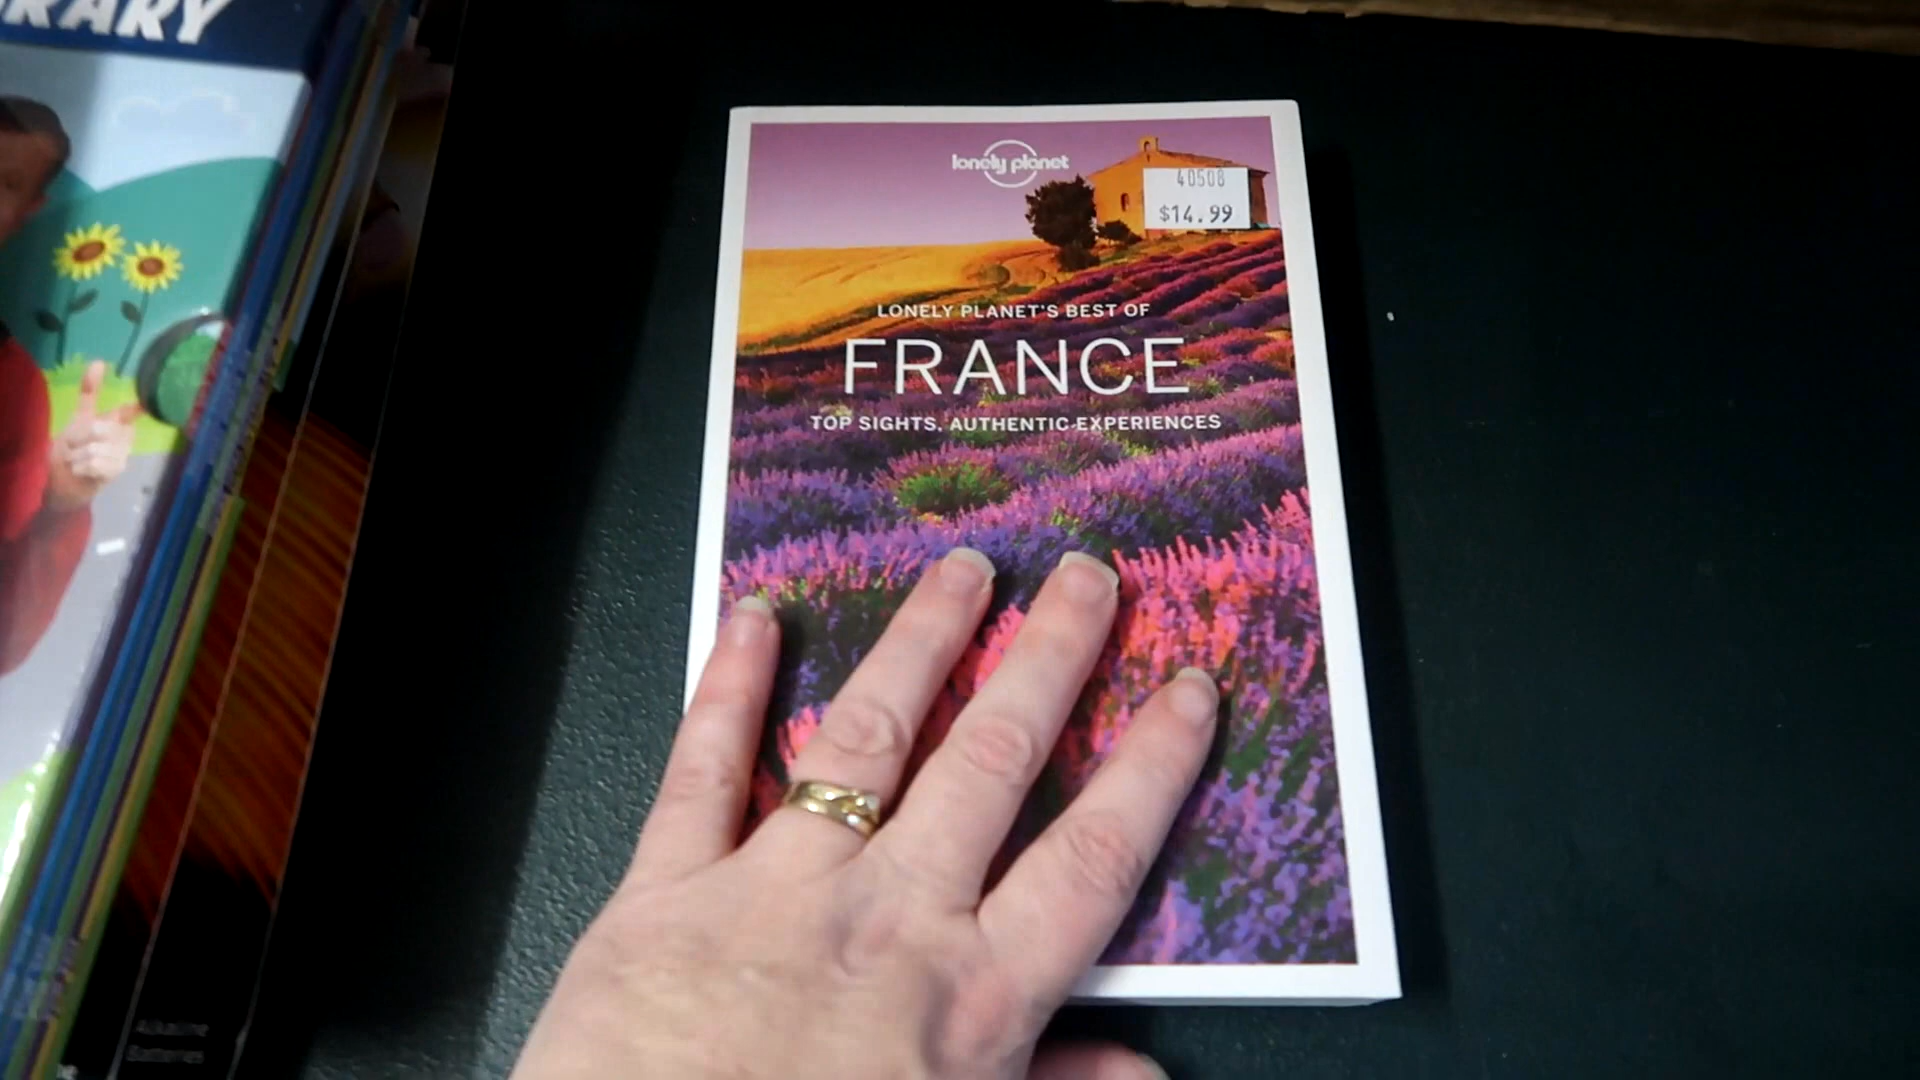 RARY
lonely planet
40508
$14.99
LONELY PLANET'S BEST OF
FRANCE
TOP SIGHTS, AUTHENTIC EXPERIENCES
Alkaline
Batteries